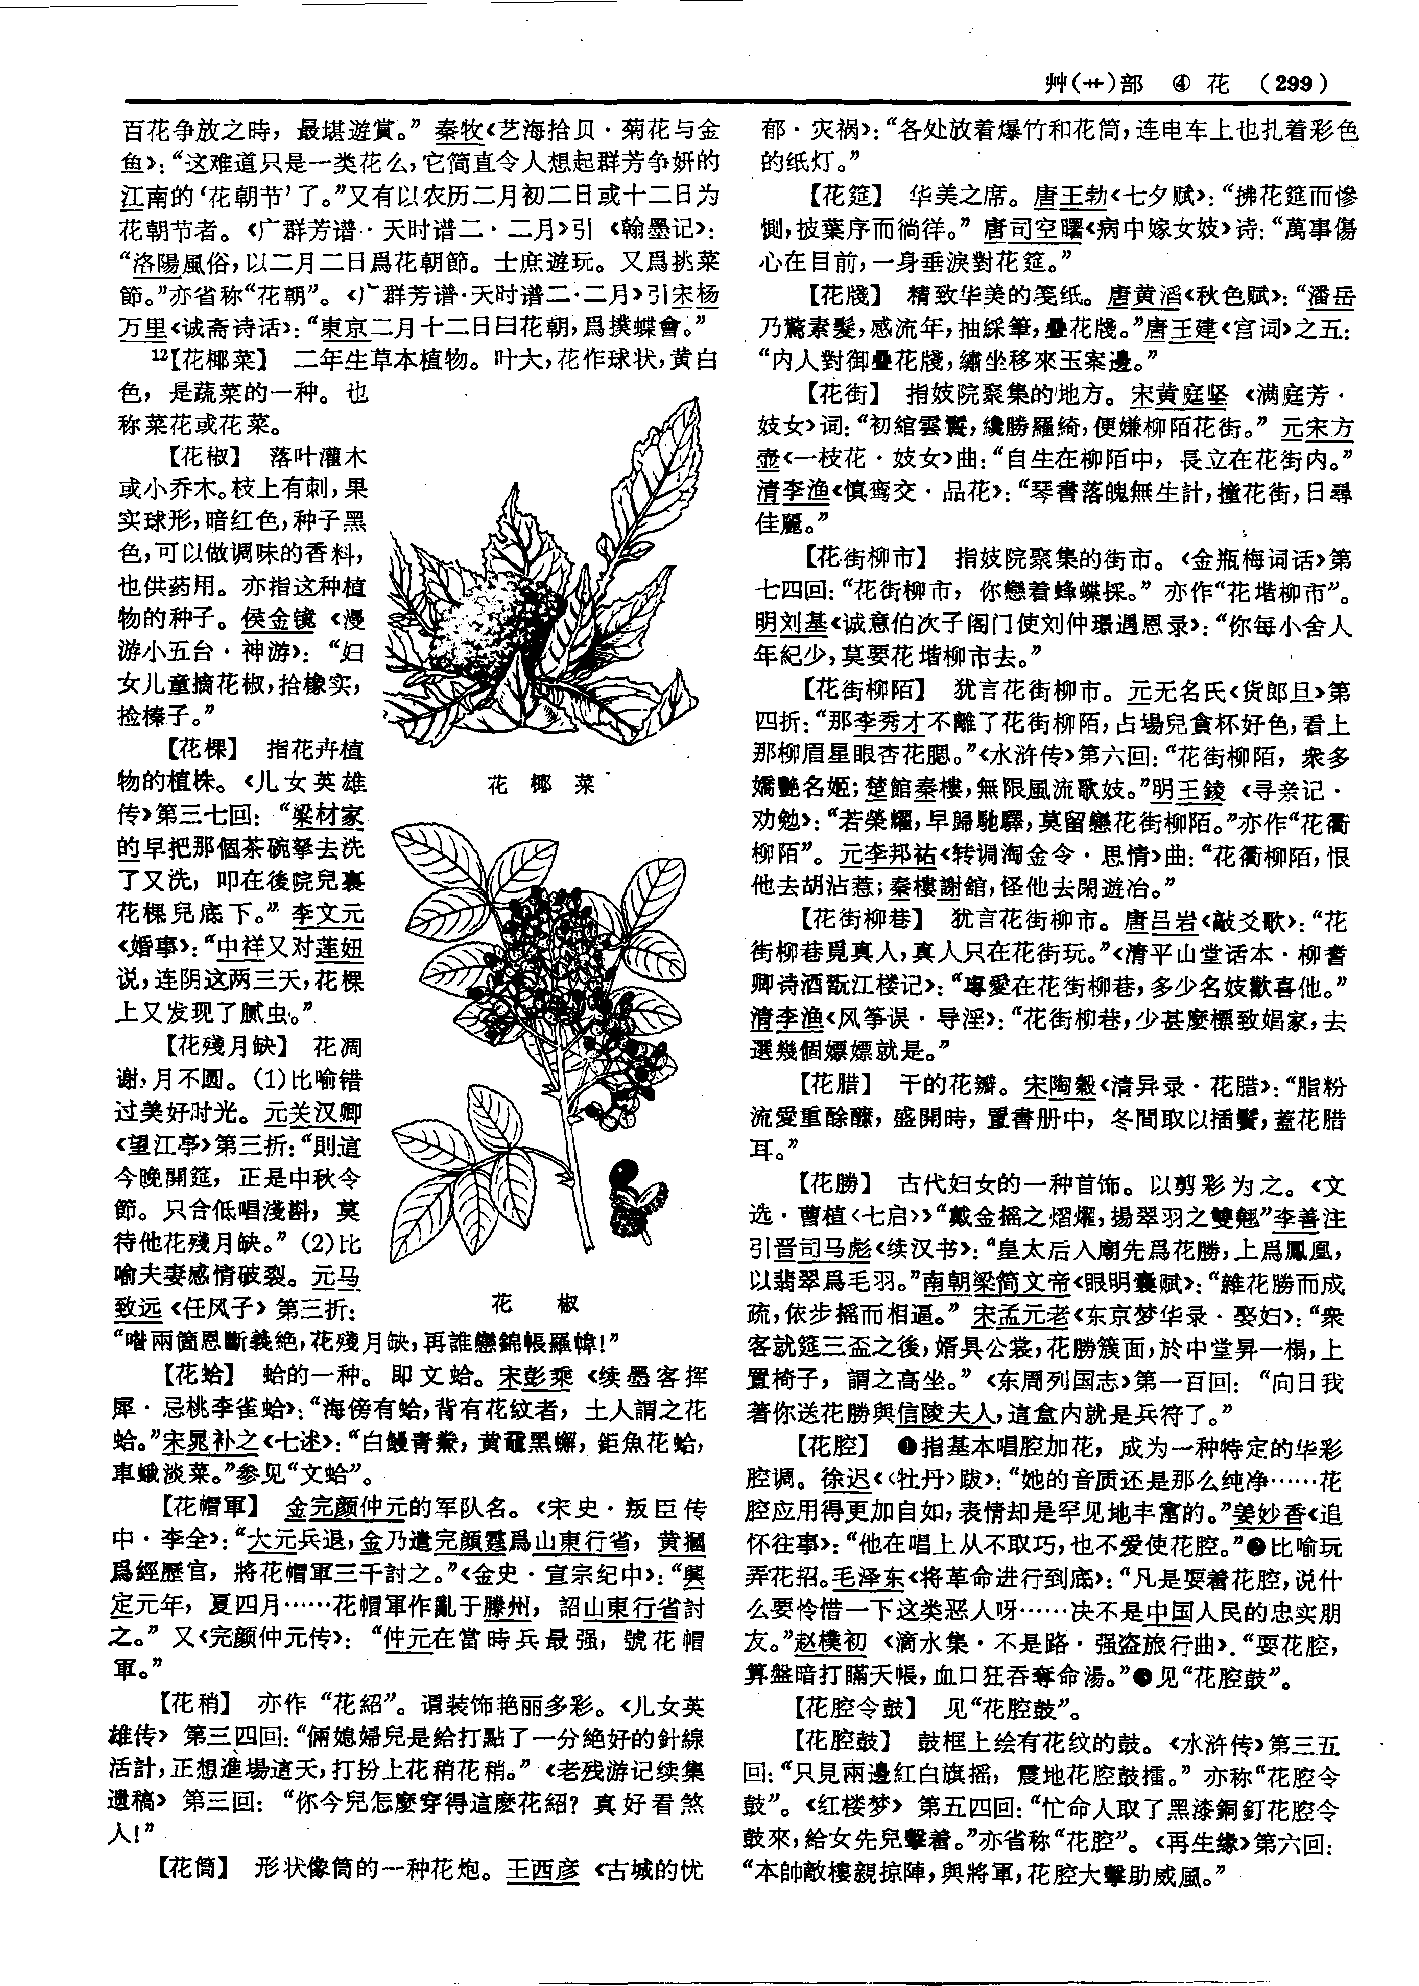 艸(艹)部 ④ 花 (299)
百花争放之時，最堪遊賞。”秦牧《艺海拾贝·菊花与金
鱼》：“这难道只是一类花么，它简直令人想起群芳争妍的
江南的‘花朝节’了。”又有以农历二月初二日或十二日为
花朝节者。《广群芳谱·天时谱二·二月》引《翰墨记》：
“洛陽風俗，以二月二日爲花朝節。士庶遊玩。又爲挑菜
節。”亦省称“花朝”。《广群芳谱·天时谱二·二月》引宋杨
万里《诚斋诗话》：“東京二月十二日曰花朝，爲撲蝶會。”
12【花椰菜】 二年生草本植物。叶大，花作球状，黄白
色，是蔬菜的一种。也
称菜花或花菜。
【花椒】 落叶灌木
或小乔木。枝上有刺，果
实球形，暗红色，种子黑
色，可以做调味的香料，
也供药用。亦指这种植
物的种子。侯金镜《漫
游小五台·神游》：“妇
女儿童摘花椒，拾橡实，
捡榛子。”
【花棵】 指花卉植
物的植株。《儿女英雄
传》第三七回：“梁材家
的早把那個茶碗拏去洗
了又洗，叩在後院兒裏
花棵兒底下。”李文元
《婚事》：“中祥又对莲妞
说，连阴这两三天，花棵
上又发现了腻虫。”
【花殘月缺】 花凋
谢，月不圆。(1)比喻错
过美好时光。元关汉卿
《望江亭》第三折：“則這
今晚開筵，正是中秋令
節。只合低唱淺斟，莫
待他花殘月缺。”(2)比
喻夫妻感情破裂。元马
致远《任风子》第三折：
“喒兩箇恩斷義絶，花殘月缺，再誰戀錦帳羅幃！”
花 椰 菜
花 椒
【花蛤】 蛤的一种。即文蛤。宋彭乘《续墨客挥
犀·忌桃李雀蛤》：“海傍有蛤，背有花紋者，土人謂之花
蛤。”宋晁补之《七述》：“白鰻青鮝，黄黿黑蠏，鉅魚花蛤，
車蛾淡菜。”参见“文蛤”。
【花帽軍】 金完颜仲元的军队名。《宋史·叛臣传
中·李全》：“大元兵退，金乃遣完顔霆爲山東行省，黄摑
爲經歷官，將花帽軍三千討之。”《金史·宣宗纪中》：“興
定元年，夏四月……花帽軍作亂于滕州，詔山東行省討
之。”又《完颜仲元传》：“仲元在當時兵最强，號花帽
軍。”
【花稍】 亦作“花紹”。谓装饰艳丽多彩。《儿女英
雄传》第三四回：“倆媳婦兒是給打點了一分絶好的針線
活計，正想進場這天，打扮上花稍花稍。”《老残游记续集
遗稿》第三回：“你今兒怎麽穿得這麽花紹？真好看煞
人！”
【花筒】 形状像筒的一种花炮。王西彦《古城的忧
郁·灾祸》：“各处放着爆竹和花筒，连电车上也扎着彩色
的纸灯。”
【花筵】 华美之席。唐王勃《七夕赋》：“拂花筵而慘
惻，披葉序而徜徉。”唐司空曙《病中嫁女妓》诗：“萬事傷
心在目前，一身垂淚對花筵。”
【花牋】 精致华美的笺纸。唐黄滔《秋色赋》：“潘岳
乃驚素髮，感流年，抽綵筆，疊花牋。”唐王建《宫词》之五：
“内人對御疊花牋，繡坐移來玉案邊。”
【花街】 指妓院聚集的地方。宋黄庭坚《满庭芳·
妓女》词：“初綰雲鬟，纔勝羅綺，便嫌柳陌花街。”元宋方
壶《一枝花·妓女》曲：“自生在柳陌中，長立在花街内。”
清李渔《慎鸾交·品花》：“琴書落魄無生計，撞花街，日尋
佳麗。”
【花街柳市】 指妓院聚集的街市。《金瓶梅词话》第
七四回：“花街柳市，你戀着蜂蝶採。”亦作“花堦柳市”。
明刘基《诚意伯次子阁门使刘仲璟遇恩录》：“你每小舍人
年紀少，莫要花堦柳市去。”
【花街柳陌】 犹言花街柳市。元无名氏《货郎旦》第
四折：“那李秀才不離了花街柳陌，占場兒貪杯好色，看上
那柳眉星眼杏花腮。”《水浒传》第六回：“花街柳陌，衆多
嬌艷名姬；楚館秦樓，無限風流歌妓。”明王錂《寻亲记·
劝勉》：“若榮耀，早歸馳驛，莫留戀花街柳陌。”亦作“花衢
柳陌”。元李邦祐《转调淘金令·思情》曲：“花衢柳陌，恨
他去胡沾惹；秦樓謝館，怪他去閑遊冶。”
【花街柳巷】 犹言花街柳市。唐吕岩《敲爻歌》：“花
街柳巷覓真人，真人只在花街玩。”《清平山堂话本·柳耆
卿诗酒翫江楼记》：“專愛在花街柳巷，多少名妓歡喜他。”
清李渔《风筝误·导淫》：“花街柳巷，少甚麽標致娼家，去
選幾個嫖嫖就是。”
【花腊】 干的花瓣。宋陶穀《清异录·花腊》：“脂粉
流愛重酴醾，盛開時，置書册中，冬間取以插鬢，蓋花腊
耳。”
【花勝】 古代妇女的一种首饰。以剪彩为之。《文
选·曹植〈七启〉》“戴金摇之熠燿，揚翠羽之雙翹”李善注
引晋司马彪《续汉书》：“皇太后入廟先爲花勝，上爲鳳凰，
以翡翠爲毛羽。”南朝梁简文帝《眼明囊赋》：“雜花勝而成
疏，依步摇而相逼。”宋孟元老《东京梦华录·娶妇》：“衆
客就筵三盃之後，婿具公裳，花勝簇面，於中堂昇一榻，上
置椅子，謂之高坐。”《东周列国志》第一百回：“向日我
著你送花勝與信陵夫人，這盒内就是兵符了。”
【花腔】 ❶指基本唱腔加花，成为一种特定的华彩
腔调。徐迟《〈牡丹〉跋》：“她的音质还是那么纯净……花
腔应用得更加自如，表情却是罕见地丰富的。”姜妙香《追
怀往事》：“他在唱上从不取巧，也不爱使花腔。”❷比喻玩
弄花招。毛泽东《将革命进行到底》：“凡是耍着花腔，说什
么要怜惜一下这类恶人呀……决不是中国人民的忠实朋
友。”赵樸初《滴水集·不是路·强盗旅行曲》：“耍花腔，
算盤暗打瞞天帳，血口狂吞奪命湯。”❸见“花腔鼓”。
【花腔令鼓】 见“花腔鼓”。
【花腔鼓】 鼓框上绘有花纹的鼓。《水浒传》第三五
回：“只見兩邊紅白旗摇，震地花腔鼓擂。”亦称“花腔令
鼓”。《红楼梦》第五四回：“忙命人取了黑漆銅釘花腔令
鼓來，給女先兒擊着。”亦省称“花腔”。《再生缘》第六回：
“本帥敵樓親掠陣，與將軍，花腔大擊助威風。”